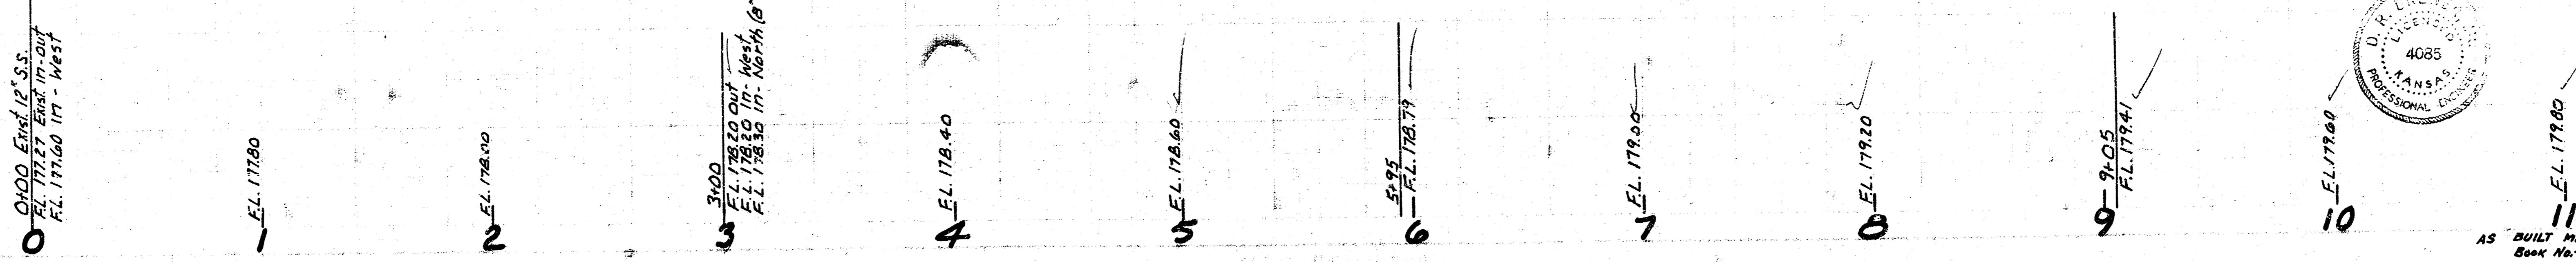 0+00 Exist. 12" S.S.
F.L. 177.27 Exist. In-Out
F.L. 177.60 In - West
0
F.L. 177.80
1
F.L. 178.00
2
3+00
F.L. 178.20 Out
F.L. 178.20 In - West
F.L. 178.30 In - North (8"
3
F.L. 178.40
4
F.L. 178.60
5
5+95
F.L. 178.79
6
F.L. 179.00
7
F.L. 179.20
8
9+05
F.L. 179.41
9
F.L. 179.60
10
D. R.
LICENSED
4085
KANSAS
PROFESSIONAL ENGINEER
F.L. 179.80
11
AS BUILT
BOOK No.